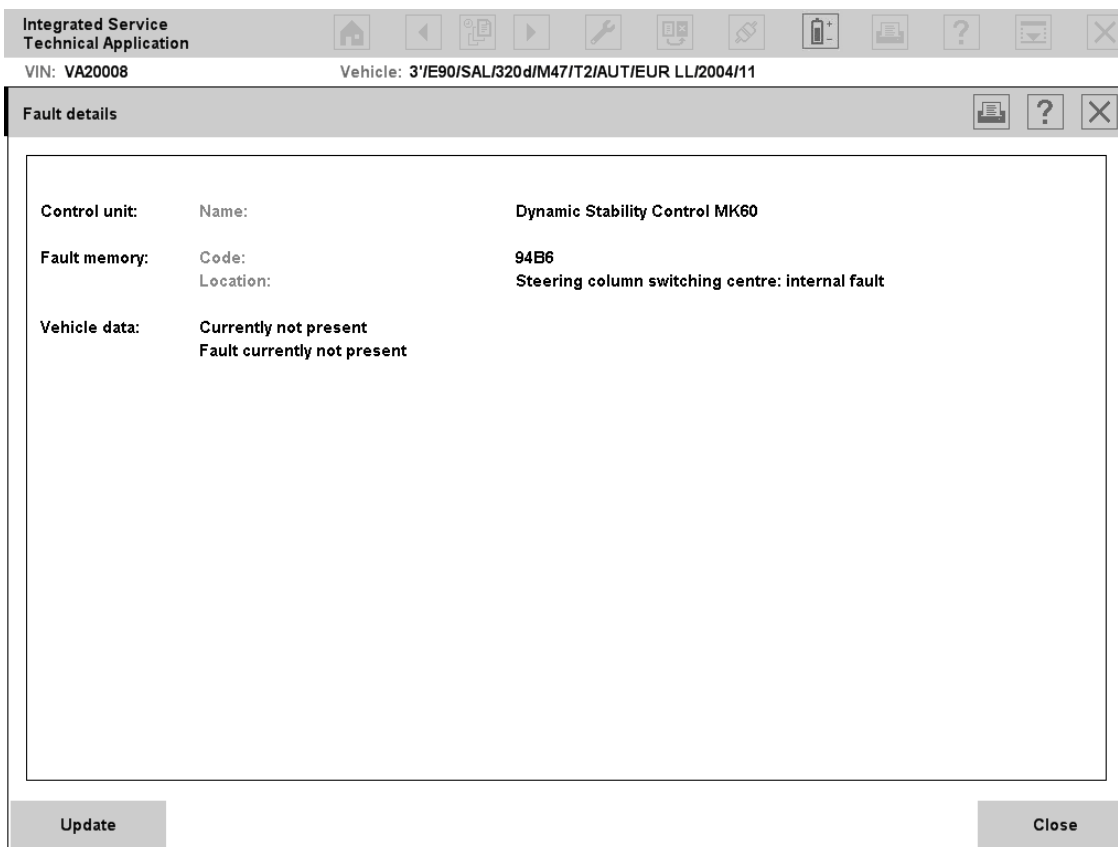 Integrated Service
Technical Application
VIN: VA20008 Vehicle: 3'/E90/SAL/320d/M47/T2/AUT/EUR LL/2004/11
Fault details
Control unit: Name: Dynamic Stability Control MK60
Fault memory: Code: 94B6
Location: Steering column switching centre: internal fault
Vehicle data: Currently not present
Fault currently not present
Update Close